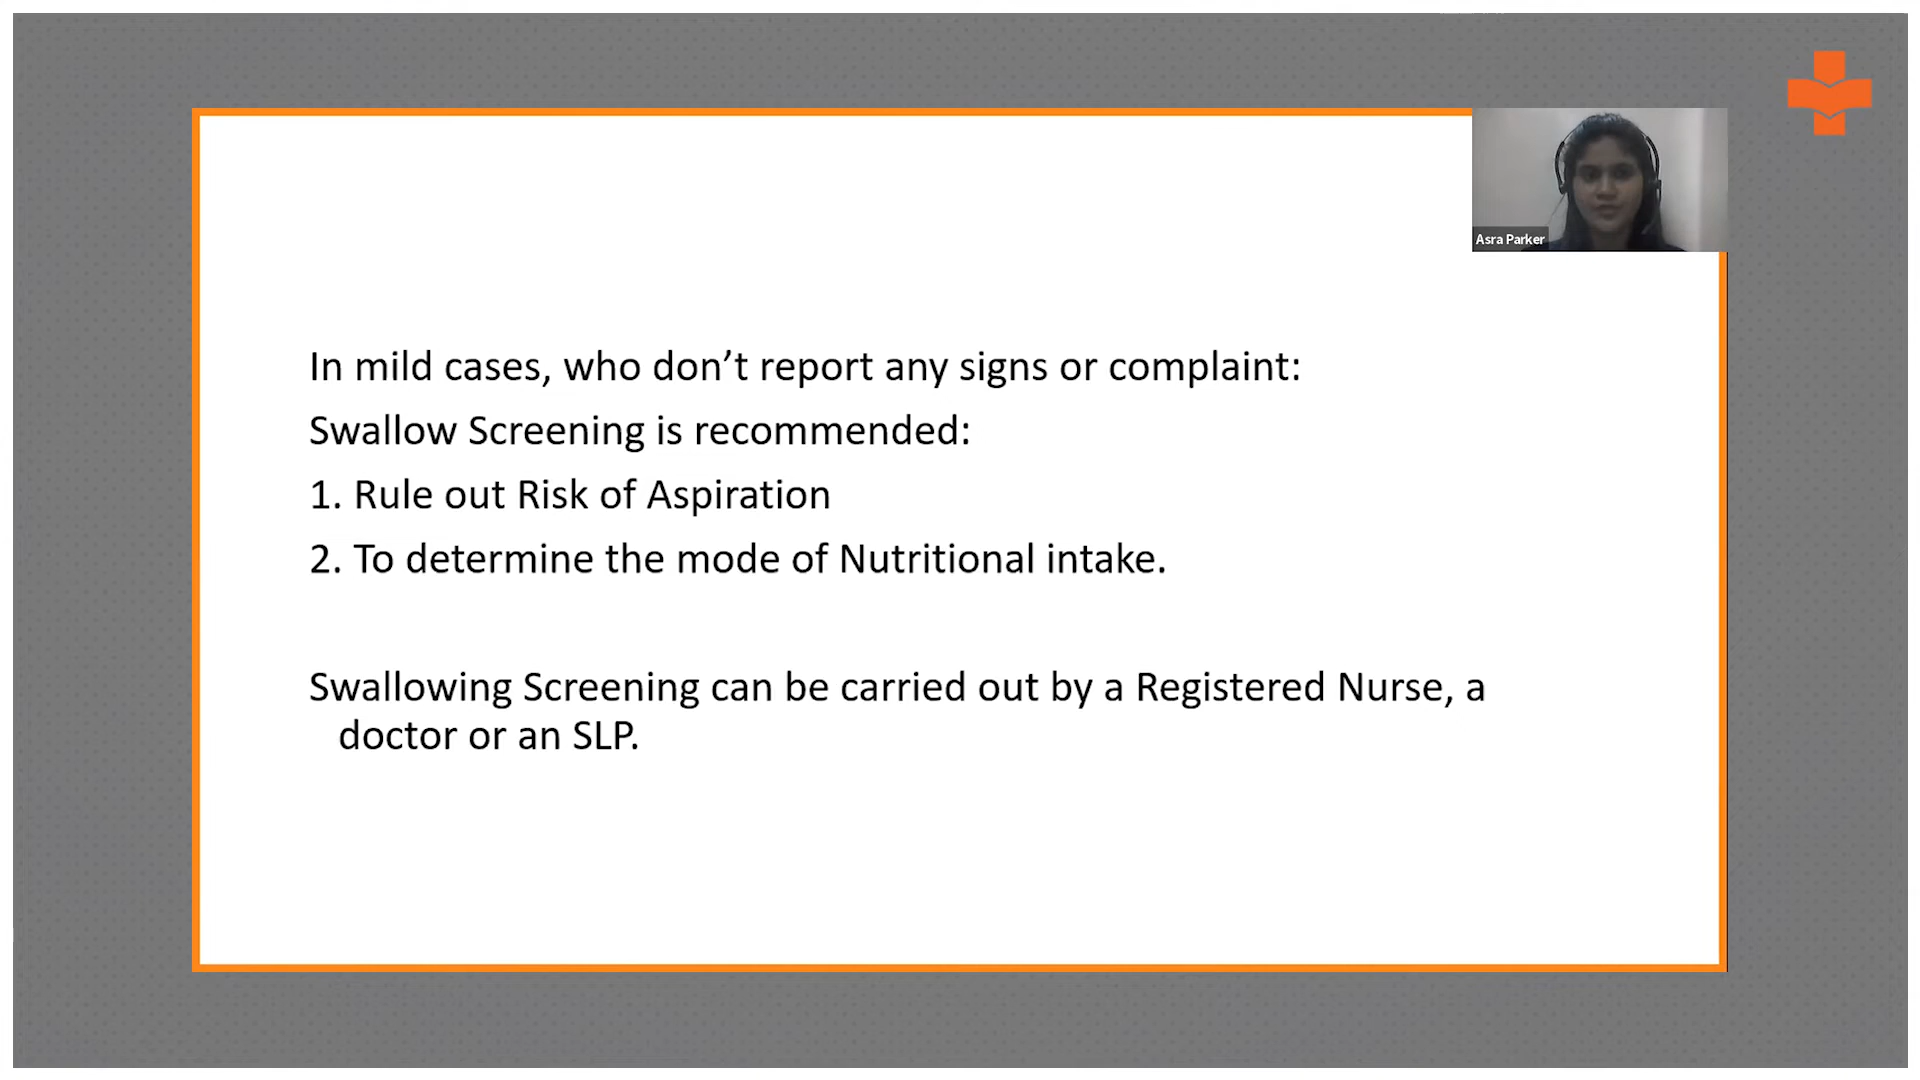 Asra Parker
In mild cases, who don’t report any signs or complaint:
Swallow Screening is recommended:
1. Rule out Risk of Aspiration
2. To determine the mode of Nutritional intake.
Swallowing Screening can be carried out by a Registered Nurse, a
doctor or an SLP.